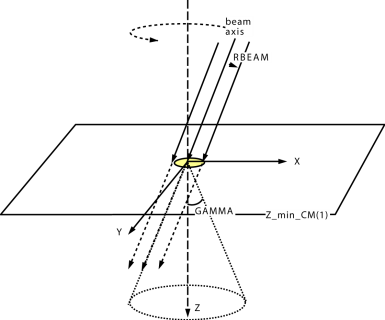 beam
axis
RBEAM
X
GAMMA
Z_min_CM(1)
Y
Z